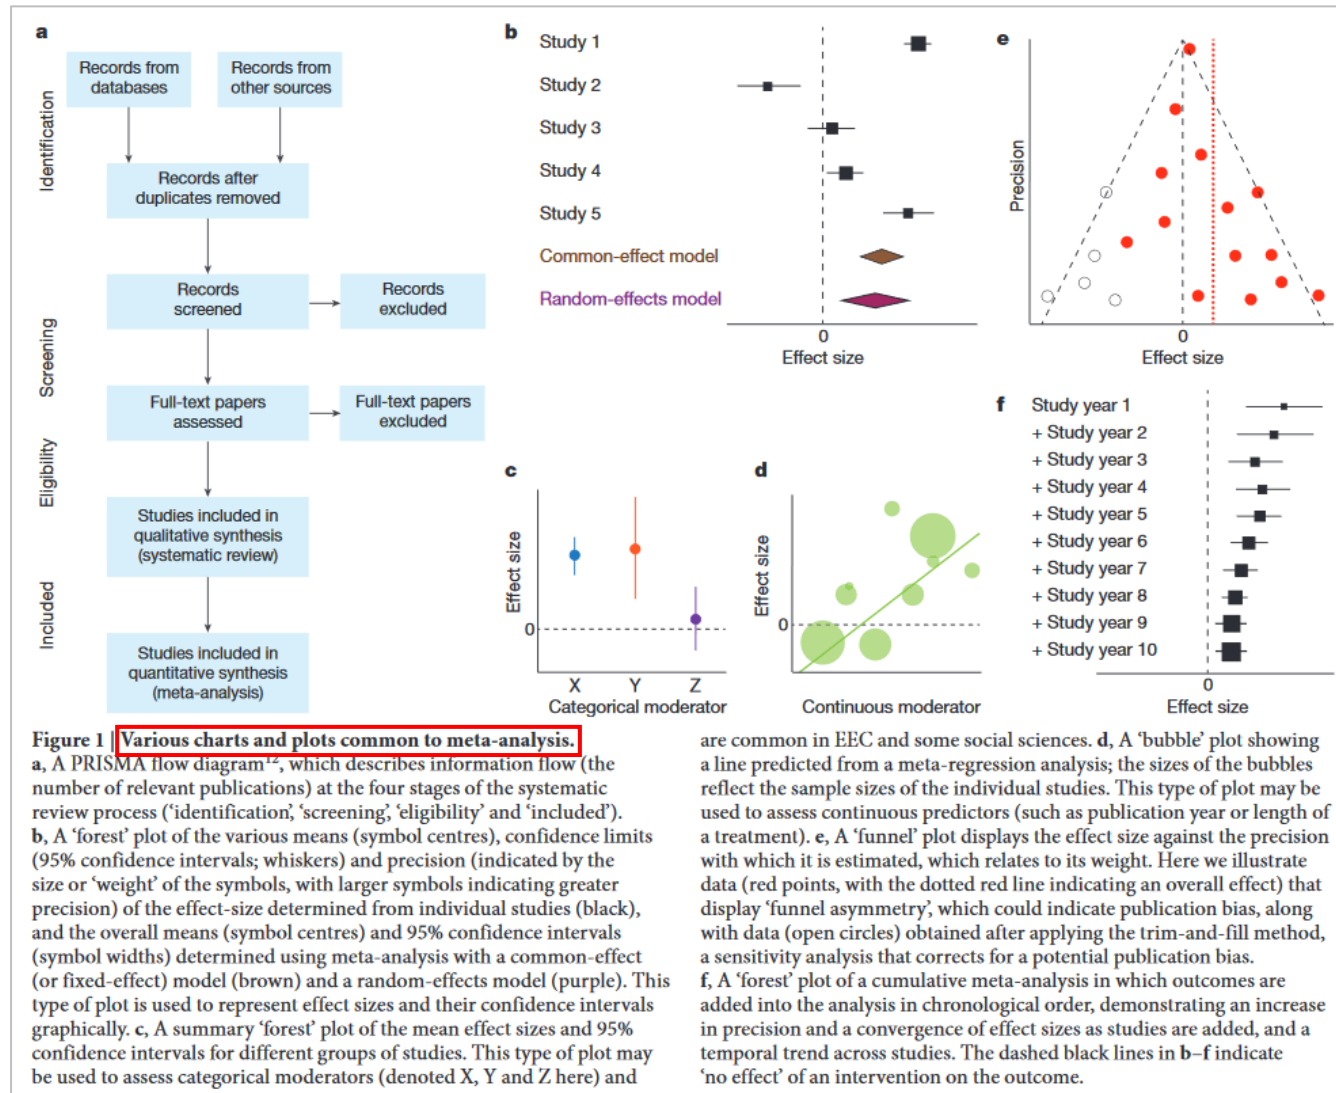 a
Identification
Screening
Eligibility
Included
Records from
databases
Records from
other sources
Records after
duplicates removed
Records
screened
Records
excluded
Full-text papers
assessed
Full-text papers
excluded
Studies included in
qualitative synthesis
(systematic review)
Studies included in
quantitative synthesis
(meta-analysis)
b
Study 1
Study 2
Study 3
Study 4
Study 5
Common-effect model
Random-effects model
0
Effect size
e
Precision
0
Effect size
c
Effect size
0
X Y Z
Categorical moderator
d
Effect size
0
Continuous moderator
f
Study year 1
+ Study year 2
+ Study year 3
+ Study year 4
+ Study year 5
+ Study year 6
+ Study year 7
+ Study year 8
+ Study year 9
+ Study year 10
0
Effect size
Figure 1 | Various charts and plots common to meta-analysis.
a, A PRISMA flow diagram12, which describes information flow (the
number of relevant publications) at the four stages of the systematic
review process (‘identification’, ‘screening’, ‘eligibility’ and ‘included’).
b, A ‘forest’ plot of the various means (symbol centres), confidence limits
(95% confidence intervals; whiskers) and precision (indicated by the
size or ‘weight’ of the symbols, with larger symbols indicating greater
precision) of the effect-size determined from individual studies (black),
and the overall means (symbol centres) and 95% confidence intervals
(symbol widths) determined using meta-analysis with a common-effect
(or fixed-effect) model (brown) and a random-effects model (purple). This
type of plot is used to represent effect sizes and their confidence intervals
graphically. c, A summary ‘forest’ plot of the mean effect sizes and 95%
confidence intervals for different groups of studies. This type of plot may
be used to assess categorical moderators (denoted X, Y and Z here) and
are common in EEC and some social sciences. d, A ‘bubble’ plot showing
a line predicted from a meta-regression analysis; the sizes of the bubbles
reflect the sample sizes of the individual studies. This type of plot may be
used to assess continuous predictors (such as publication year or length of
a treatment). e, A ‘funnel’ plot displays the effect size against the precision
with which it is estimated, which relates to its weight. Here we illustrate
data (red points, with the dotted red line indicating an overall effect) that
display ‘funnel asymmetry’, which could indicate publication bias, along
with data (open circles) obtained after applying the trim-and-fill method,
a sensitivity analysis that corrects for a potential publication bias.
f, A ‘forest’ plot of a cumulative meta-analysis in which outcomes are
added into the analysis in chronological order, demonstrating an increase
in precision and a convergence of effect sizes as studies are added, and a
temporal trend across studies. The dashed black lines in b–f indicate
‘no effect’ of an intervention on the outcome.